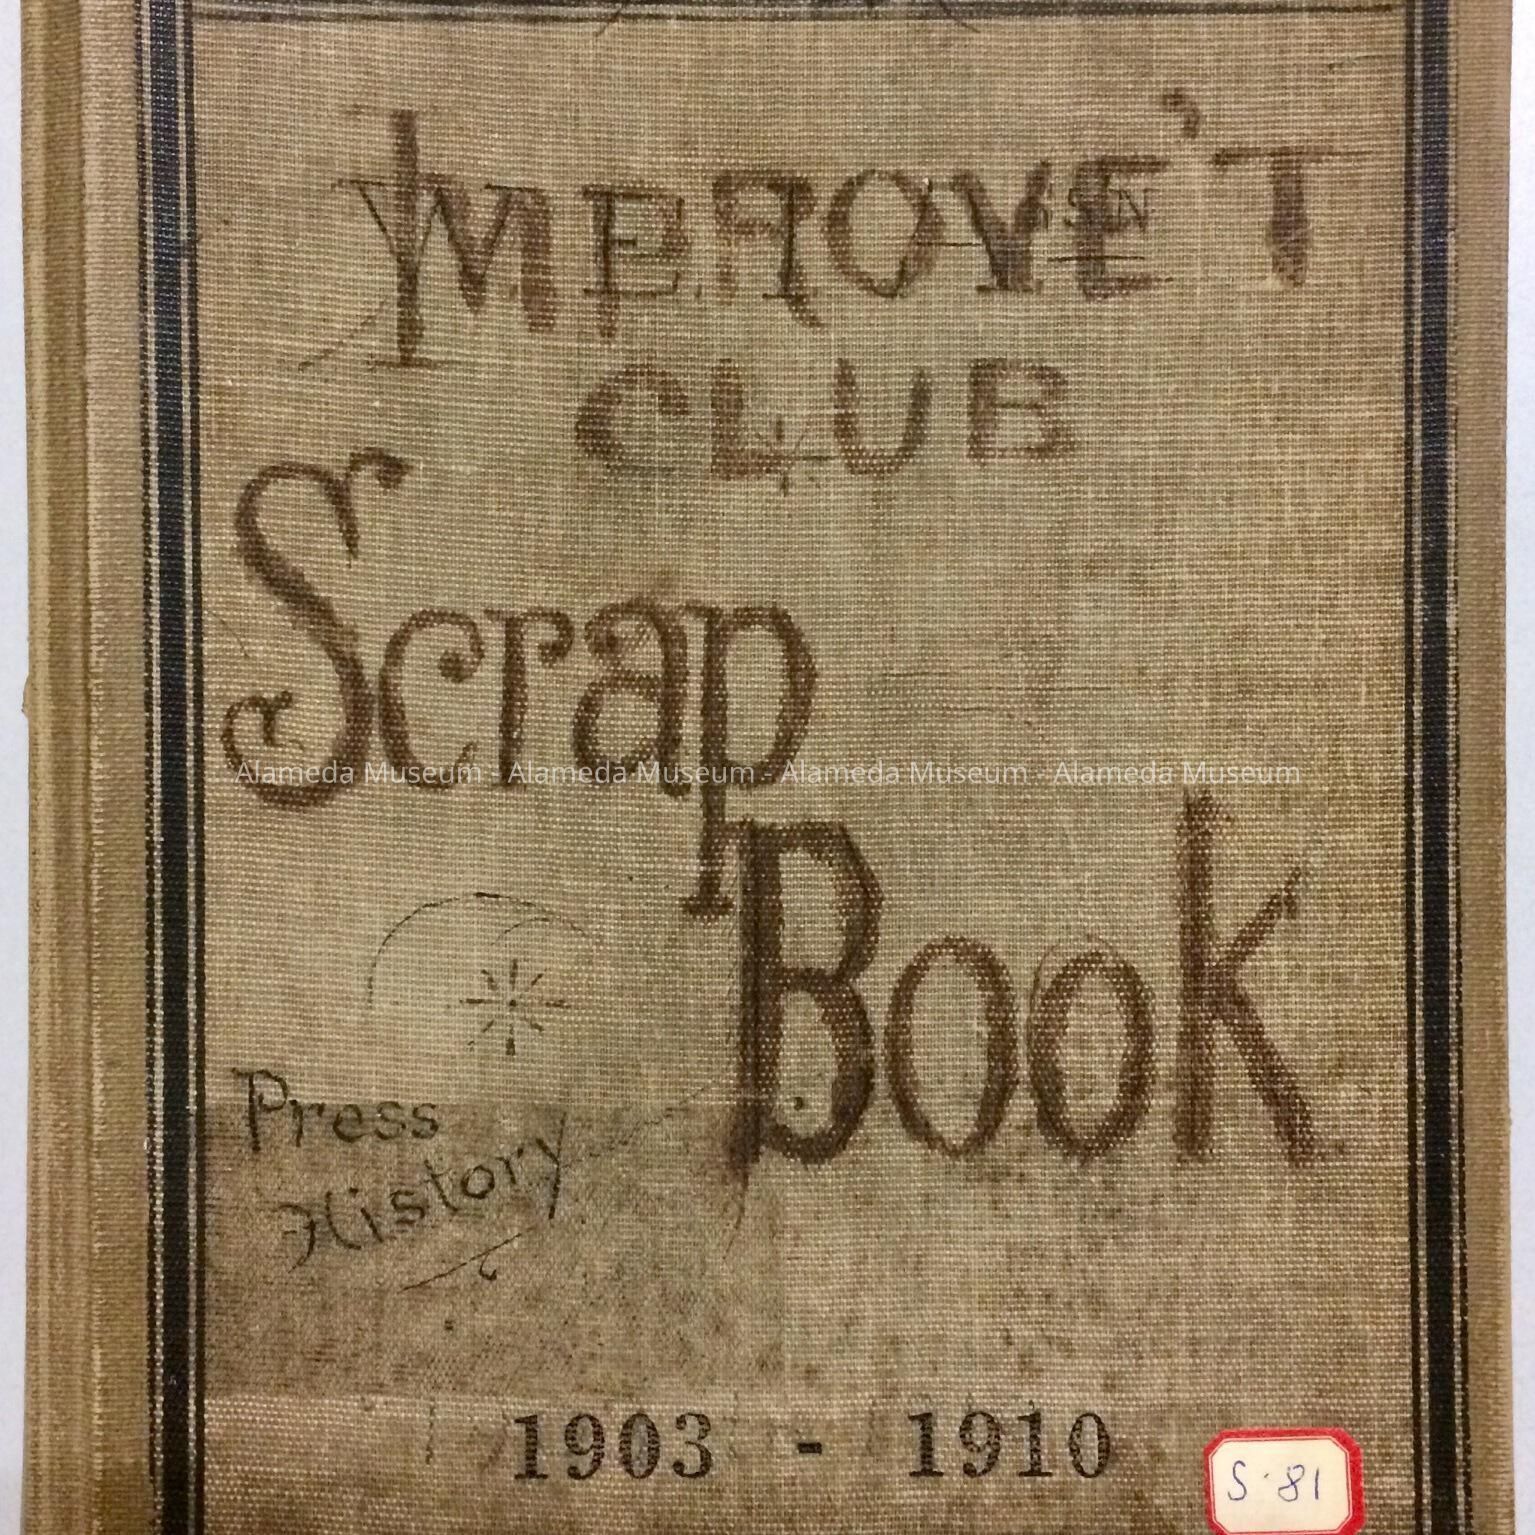 IMPROVE'T
CLUB
Scrap
Book
Press
History
1903 - 1910
S·81
Alameda Museum - Alameda Museum - Alameda Museum - Alameda Museum